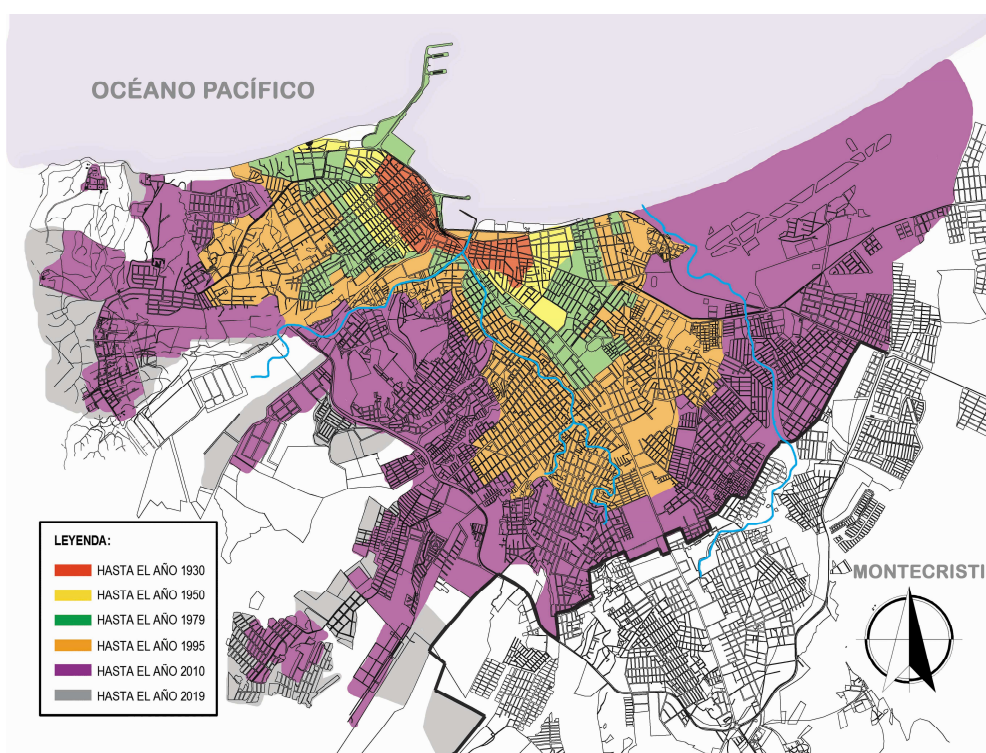 OCÉANO PACÍFICO
MONTECRISTI
LEYENDA:
HASTA EL AÑO 1930
HASTA EL AÑO 1950
HASTA EL AÑO 1979
HASTA EL AÑO 1995
HASTA EL AÑO 2010
HASTA EL AÑO 2019